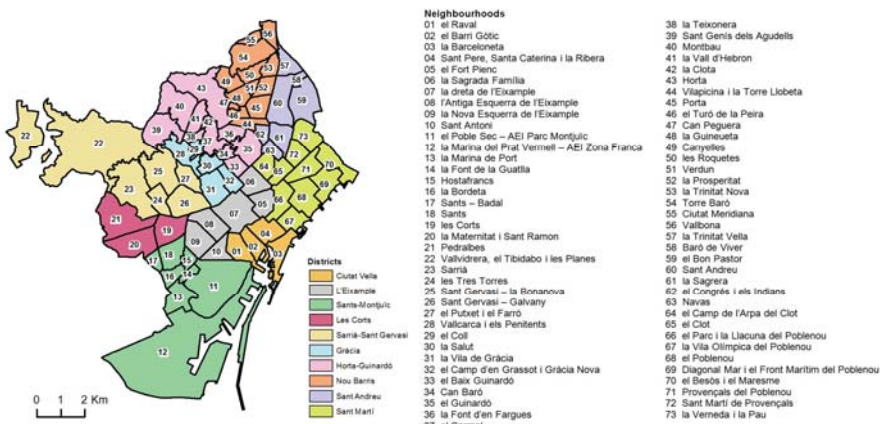 Neighbourhoods
01 el Raval
02 el Barri Gòtic
03 la Barceloneta
04 Sant Pere, Santa Caterina i la Ribera
05 el Fort Pienc
06 la Sagrada Família
07 la dreta de l'Eixample
08 l'Antiga Esquerra de l'Eixample
09 la Nova Esquerra de l'Eixample
10 Sant Antoni
11 el Poble Sec – AEI Parc Montjuïc
12 la Marina del Prat Vermell – AEI Zona Franca
13 la Marina de Port
14 la Font de la Guatlla
15 Hostafrancs
16 la Bordeta
17 Sants – Badal
18 Sants
19 les Corts
20 la Maternitat i Sant Ramon
21 Pedralbes
22 Vallvidrera, el Tibidabo i les Planes
23 Sarrià
24 les Tres Torres
25 Sant Gervasi – la Bonanova
26 Sant Gervasi – Galvany
27 el Putxet i el Farró
28 Vallcarca i els Penitents
29 el Coll
30 la Salut
31 la Vila de Gràcia
32 el Camp d'en Grassot i Gràcia Nova
33 el Baix Guinardó
34 Can Baró
35 el Guinardó
36 la Font d'en Fargues
38 la Teixonera
39 Sant Genís dels Agudells
40 Montbau
41 la Vall d'Hebron
42 la Clota
43 Horta
44 Vilapicina i la Torre Llobeta
45 Porta
46 el Turó de la Peira
47 Can Peguera
48 la Guineueta
49 Canyelles
50 les Roquetes
51 Verdun
52 la Prosperitat
53 la Trinitat Nova
54 Torre Baró
55 Ciutat Meridiana
56 Vallbona
57 la Trinitat Vella
58 Baró de Viver
59 el Bon Pastor
60 Sant Andreu
61 la Sagrera
62 el Congrés i els Indians
63 Navas
64 el Camp de l'Arpa del Clot
65 el Clot
66 el Parc i la Llacuna del Poblenou
67 la Vila Olímpica del Poblenou
68 el Poblenou
69 Diagonal Mar i el Front Marítim del Poblenou
70 el Besòs i el Maresme
71 Provençals del Poblenou
72 Sant Martí de Provençals
73 la Verneda i la Pau
Districts
Ciutat Vella
L'Eixample
Sants-Montjuïc
Les Corts
Sarrià-Sant Gervasi
Gràcia
Horta-Guinardó
Nou Barris
Sant Andreu
Sant Martí
0 1 2 Km